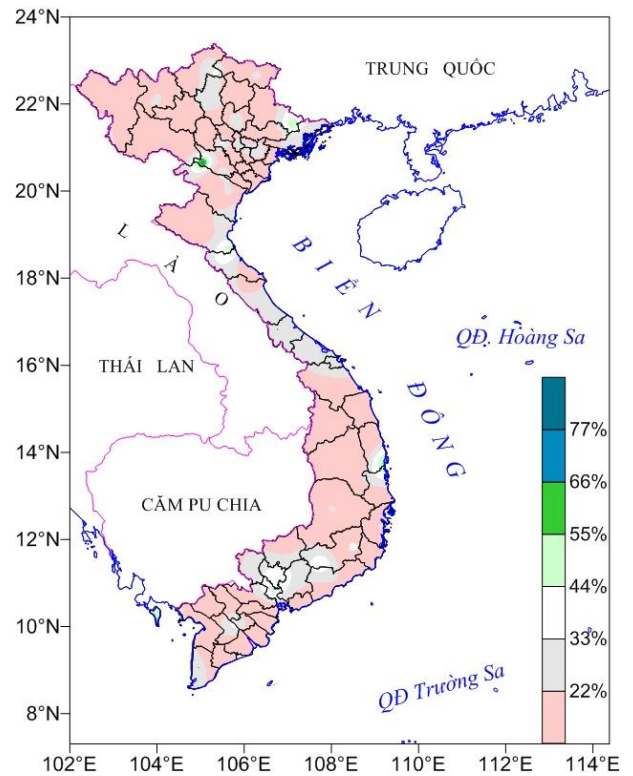 24°N
TRUNG QUỐC
22°N
20°N
LÀO
BIỂN
18°N
QĐ. Hoàng Sa
16°N
THÁI LAN
ĐÔNG
77%
14°N
66%
CĂM PU CHIA
55%
12°N
44%
33%
10°N
QĐ Trường Sa
22%
8°N
102°E 104°E 106°E 108°E 110°E 112°E 114°E